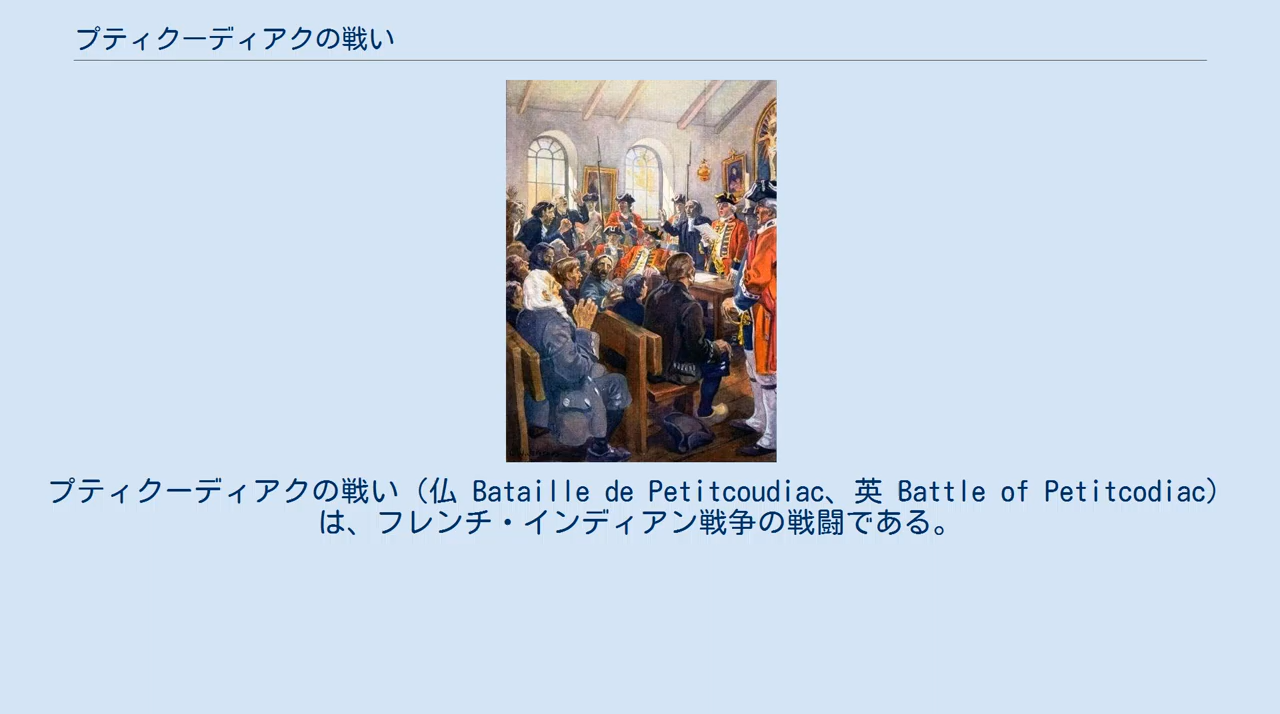 プティクーディアクの戦い
プティクーディアクの戦い（仏 Bataille de Petitcoudiac、英 Battle of Petitcodiac）
は、フレンチ・インディアン戦争の戦闘である。